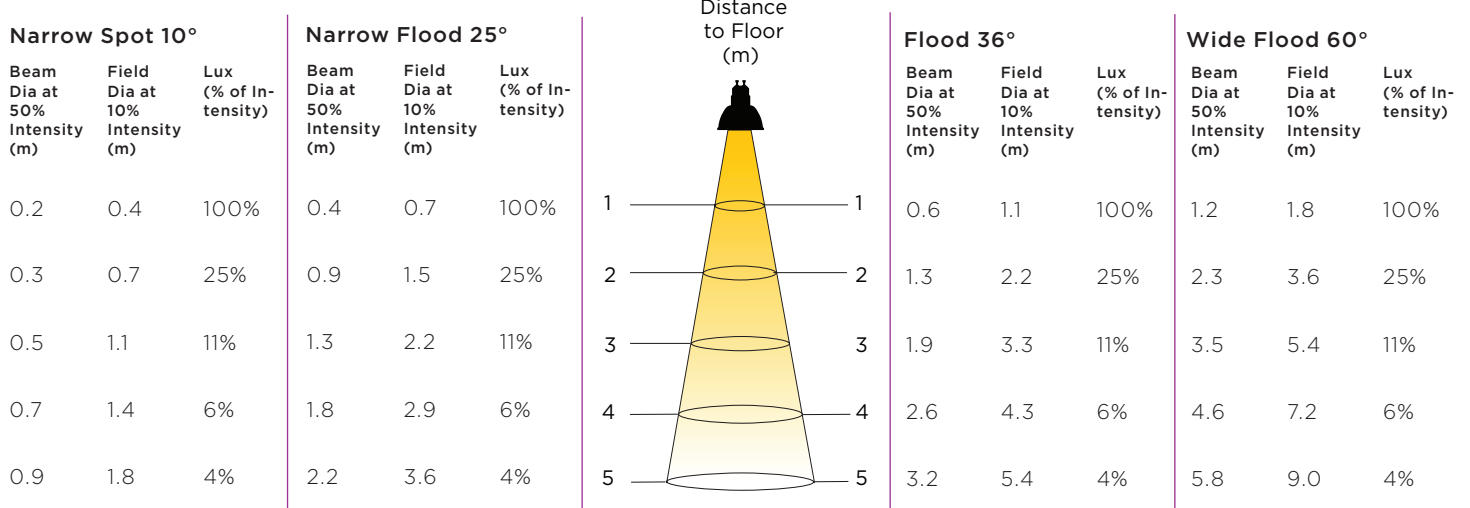 Distance
to Floor
(m)
Narrow Spot 10°
Beam Dia at 50% Intensity (m)
Field Dia at 10% Intensity (m)
Lux (% of In-tensity)
0.2 0.4 100%
0.3 0.7 25%
0.5 1.1 11%
0.7 1.4 6%
0.9 1.8 4%
Narrow Flood 25°
Beam Dia at 50% Intensity (m)
Field Dia at 10% Intensity (m)
Lux (% of In-tensity)
0.4 0.7 100%
0.9 1.5 25%
1.3 2.2 11%
1.8 2.9 6%
2.2 3.6 4%
1 1
2 2
3 3
4 4
5 5
Flood 36°
Beam Dia at 50% Intensity (m)
Field Dia at 10% Intensity (m)
Lux (% of In-tensity)
0.6 1.1 100%
1.3 2.2 25%
1.9 3.3 11%
2.6 4.3 6%
3.2 5.4 4%
Wide Flood 60°
Beam Dia at 50% Intensity (m)
Field Dia at 10% Intensity (m)
Lux (% of In-tensity)
1.2 1.8 100%
2.3 3.6 25%
3.5 5.4 11%
4.6 7.2 6%
5.8 9.0 4%